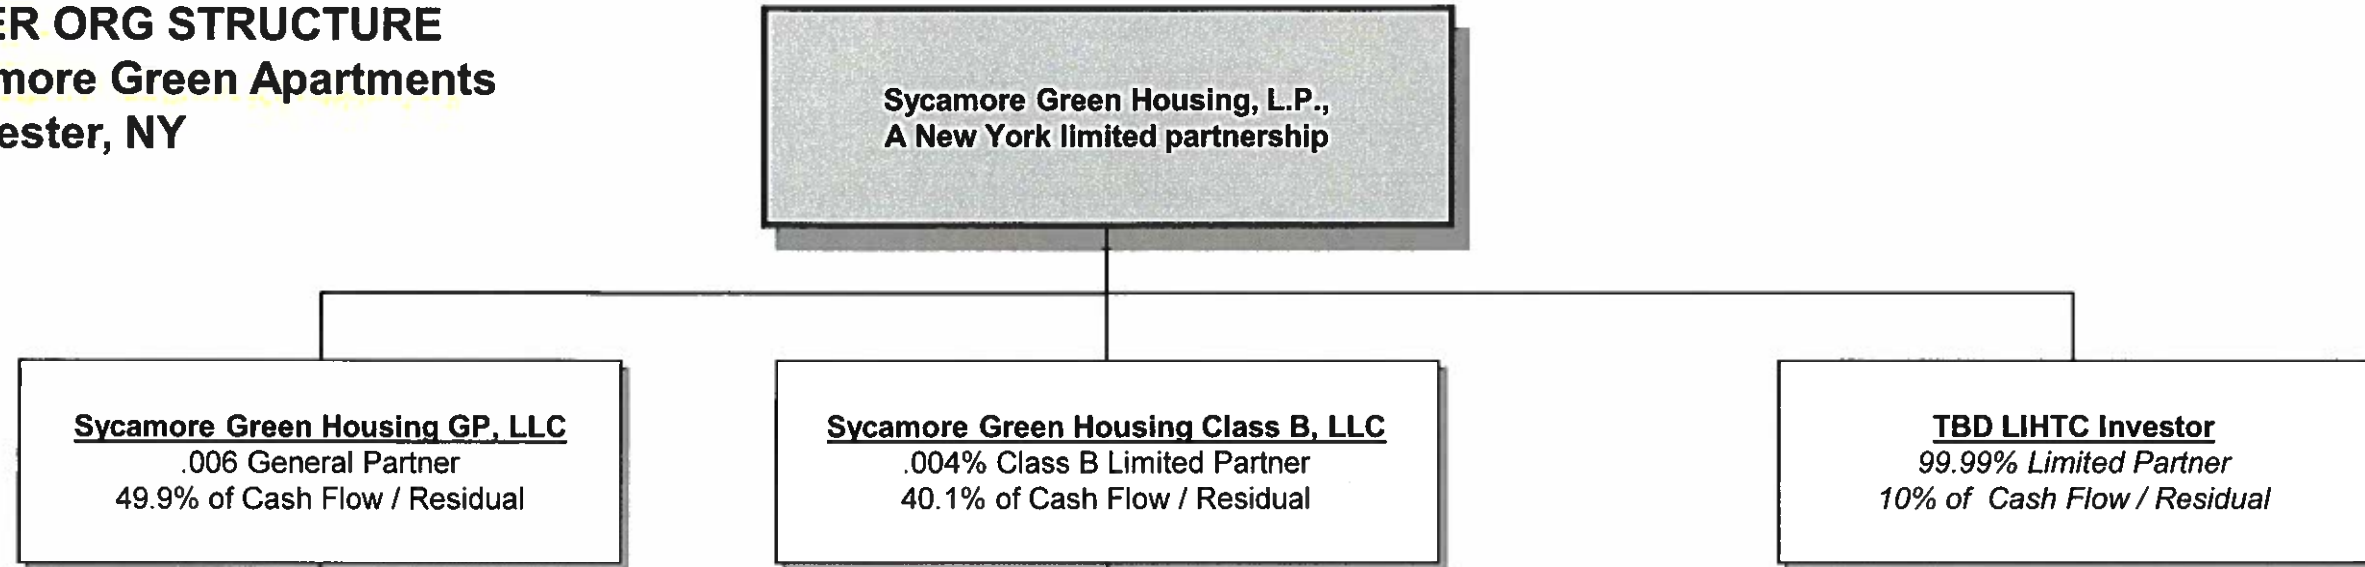 ER ORG STRUCTURE
more Green Apartments
ester, NY
Sycamore Green Housing, L.P.,
A New York limited partnership
Sycamore Green Housing GP, LLC
.006 General Partner
49.9% of Cash Flow / Residual
Sycamore Green Housing Class B, LLC
.004% Class B Limited Partner
40.1% of Cash Flow / Residual
TBD LIHTC Investor
99.99% Limited Partner
10% of Cash Flow / Residual